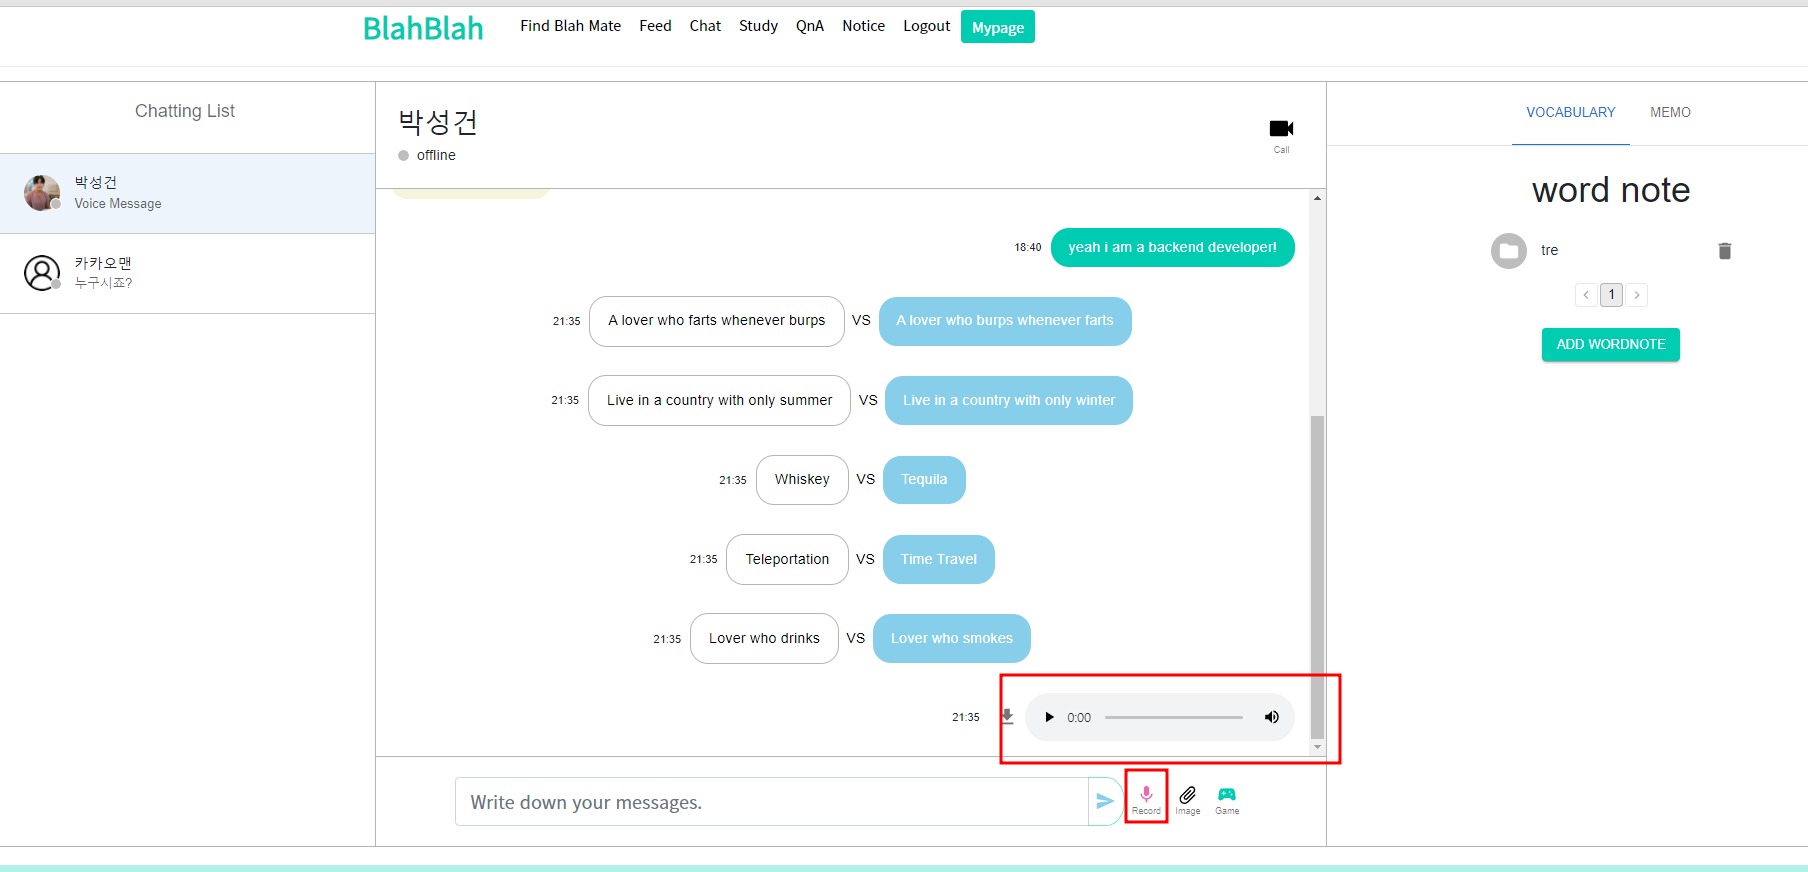 BlahBlah Find Blah Mate Feed Chat Study QnA Notice Logout Mypage
Chatting List
박성건
Voice Message
카카오맨
누구시죠?
박성건
offline
Call
18:40 yeah i am a backend developer!
21:35 A lover who farts whenever burps VS A lover who burps whenever farts
21:35 Live in a country with only summer VS Live in a country with only winter
21:35 Whiskey VS Tequila
21:35 Teleportation VS Time Travel
21:35 Lover who drinks VS Lover who smokes
21:35 0:00
Write down your messages.
Record Image Game
VOCABULARY MEMO
word note
tre
1
ADD WORDNOTE